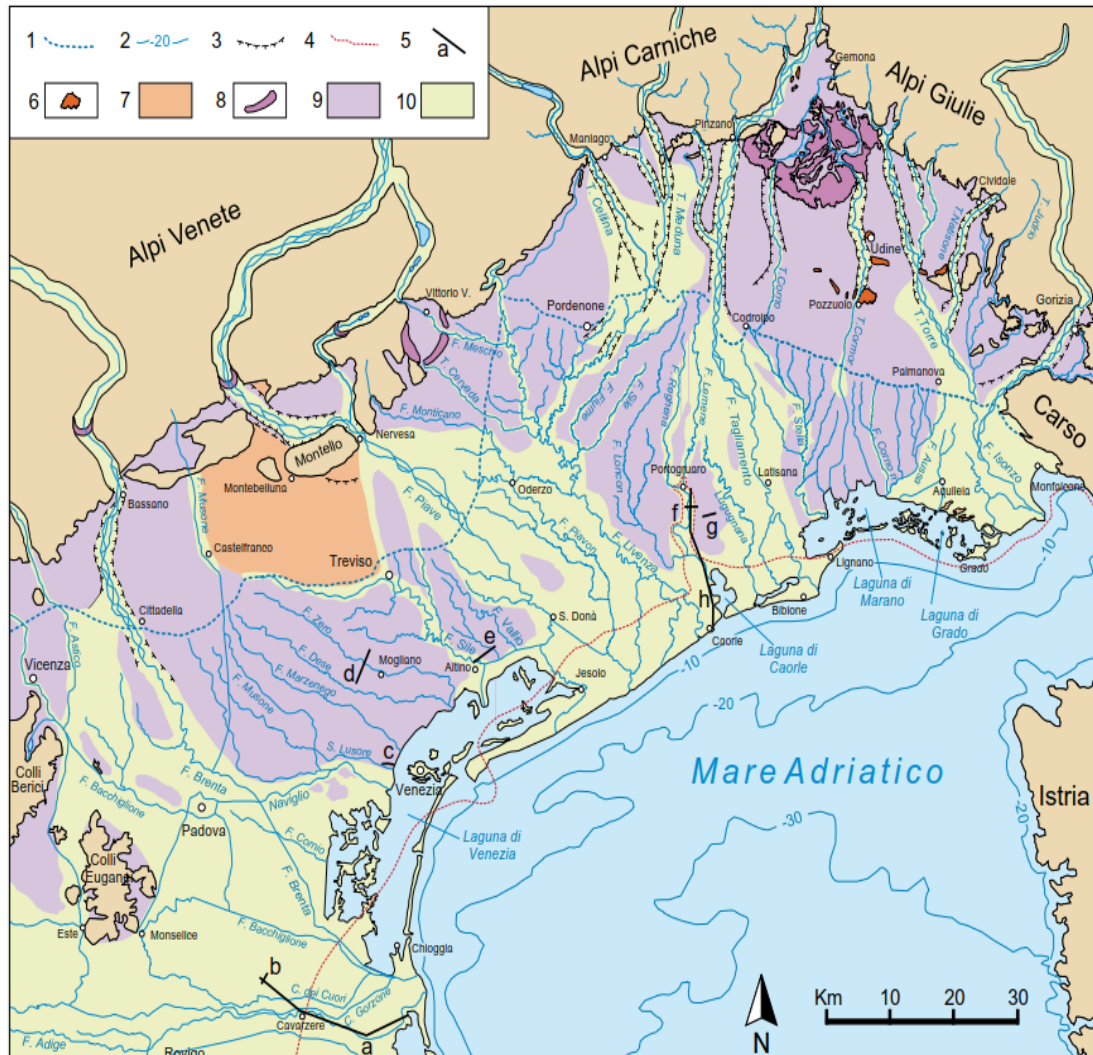 1
2
-20
3
4
5
a
6
7
8
9
10
Alpi Carniche
Alpi Giulie
Alpi Venete
Gemona
Pinzano
Maniago
Cividale
T. Cellina
T. Meduna
T. Corno
T. Natisone
T. Judrio
Udine
Gorizia
Vittorio V.
Pordenone
Codroipo
Pozzuolo
T. Cormor
T. Torre
Palmanova
Carso
F. Meschio
T. Cervada
F. Monticano
F. Fiume
F. Sile
F. Reghena
F. Lemene
F. Tagliamento
F. Stella
F. Corno
F. Ausa
F. Isonzo
Nervesa
Montello
Montebelluna
F. Musone
Bassano
Castelfranco
Treviso
F. Piave
Oderzo
F. Loncon
Portogruaro
Latisana
Aquileia
Monfalcone
f
g
Lugugnana
F. Piavon
F. Livenza
Lignano
Grado
-10
Laguna di
Marano
Laguna di
Grado
Cittadella
F. Astico
Vicenza
F. Zero
F. Vallio
S. Donà
h
Bibione
Caorle
Laguna di
Caorle
e
F. Sile
Altino
d
Mogliano
F. Dese
F. Marzenego
F. Musone
Jesolo
-10
-20
S. Lusore
c
Venezia
Mare Adriatico
Istria
-20
-30
Colli
Berici
F. Bacchiglione
F. Brenta
Naviglio
Padova
F. Cornio
Laguna di
Venezia
Colli
Euganei
F. Brenta
Este
Monselice
F. Bacchiglione
Chioggia
b
C. dei Cuori
C. Gorzone
Cavarzere
a
F. Adige
Rovigo
Km
10
20
30
N